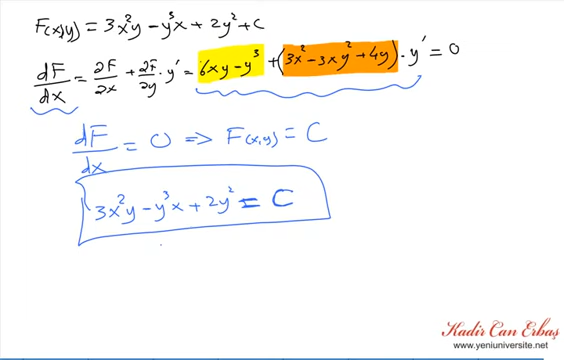 F(x,y) = 3x²y - y³x + 2y² + C
dF/dx = ∂F/∂x + ∂F/∂y · y' = 6xy - y³ + (3x² - 3xy² + 4y) · y' = 0
dF/dx = 0 ⇒ F(x,y) = C
3x²y - y³x + 2y² = C
Kadir Can Erbaş
www.yeniuniversite.net